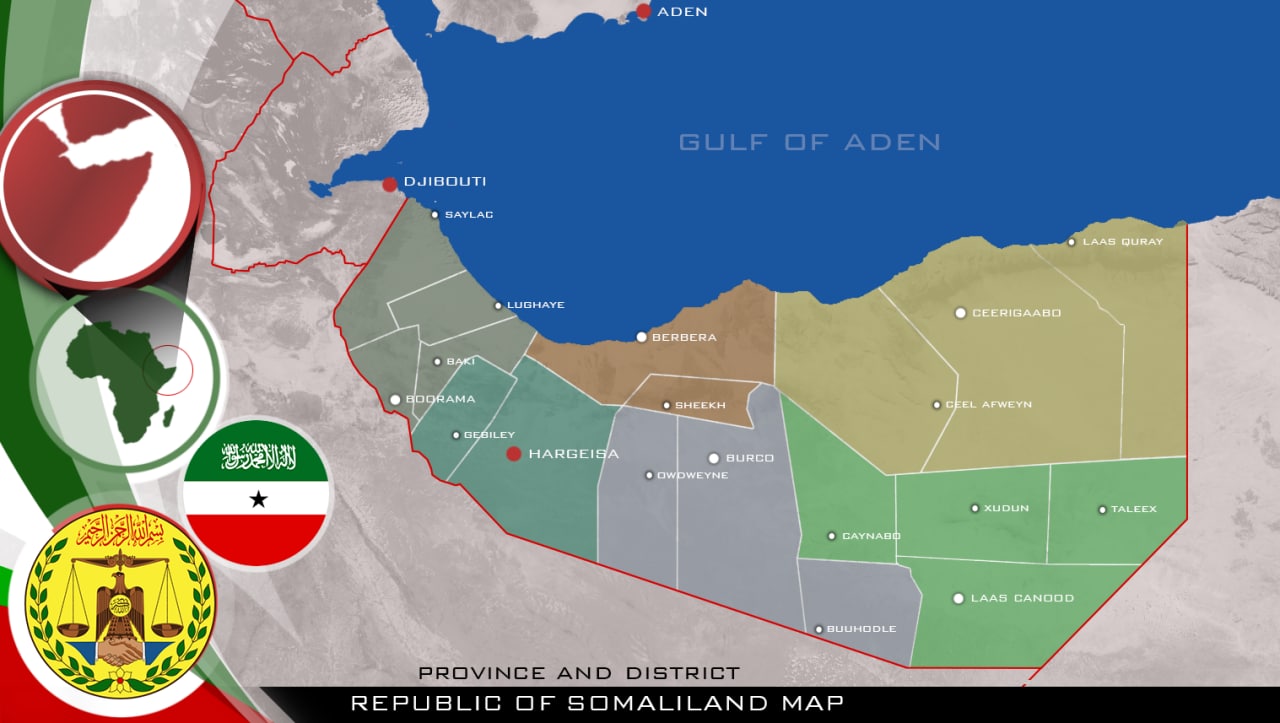 ADEN
GULF OF ADEN
DJIBOUTI
SAYLAC
LAAS QURAY
LUGHAYE
CEERIGAABO
BERBERA
BAKI
BOORAMA
SHEEKH
CEEL AFWEYN
GEBILEY
HARGEISA
BURCO
OWDWEYNE
XUDUN
TALEEX
CAYNABO
LAAS CANOOD
BUUHODLE
لا إله إلا الله محمد رسول الله
بسم الله الرحمن الرحيم
PROVINCE AND DISTRICT
REPUBLIC OF SOMALILAND MAP